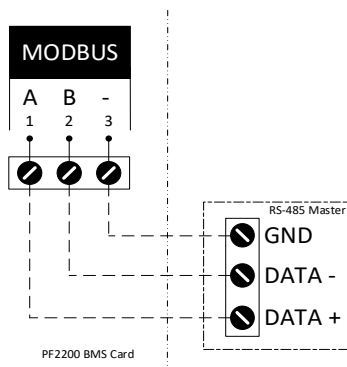 MODBUS
A B -
1 2 3
RS-485 Master
GND
DATA -
DATA +
PF2200 BMS Card